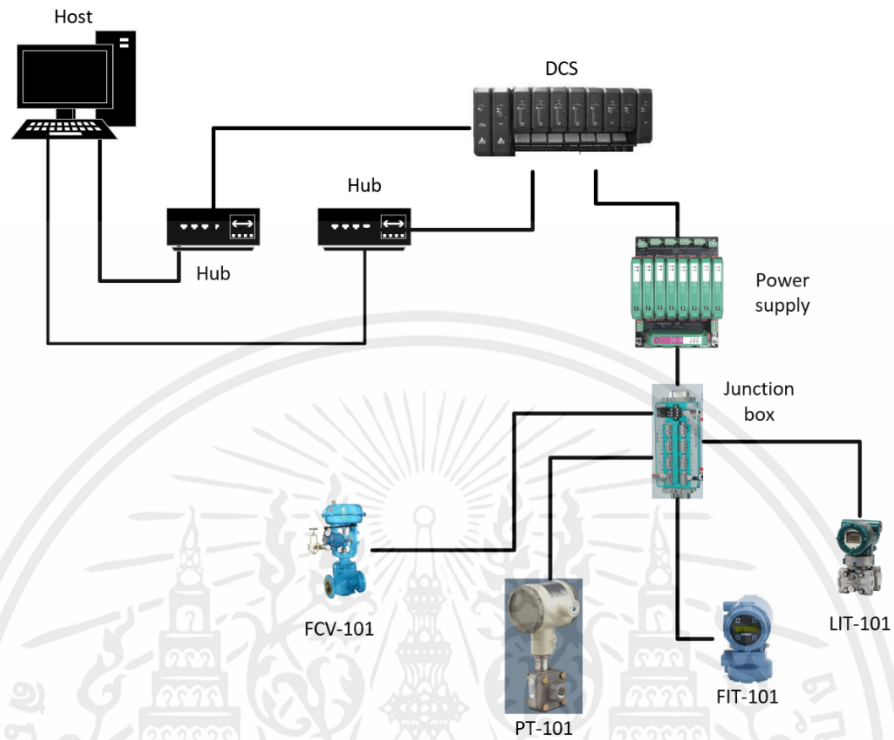 Host
DCS
Hub
Hub
Power
supply
Junction
box
FCV-101
LIT-101
FIT-101
PT-101